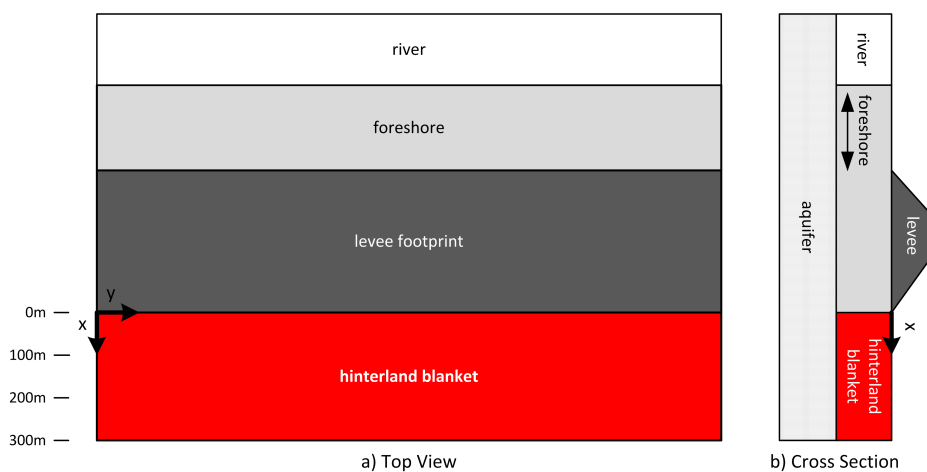 river
foreshore
levee footprint
y
x
0m
100m
200m
300m
hinterland blanket
a) Top View
river
foreshore
aquifer
levee
x
hinterland
blanket
b) Cross Section